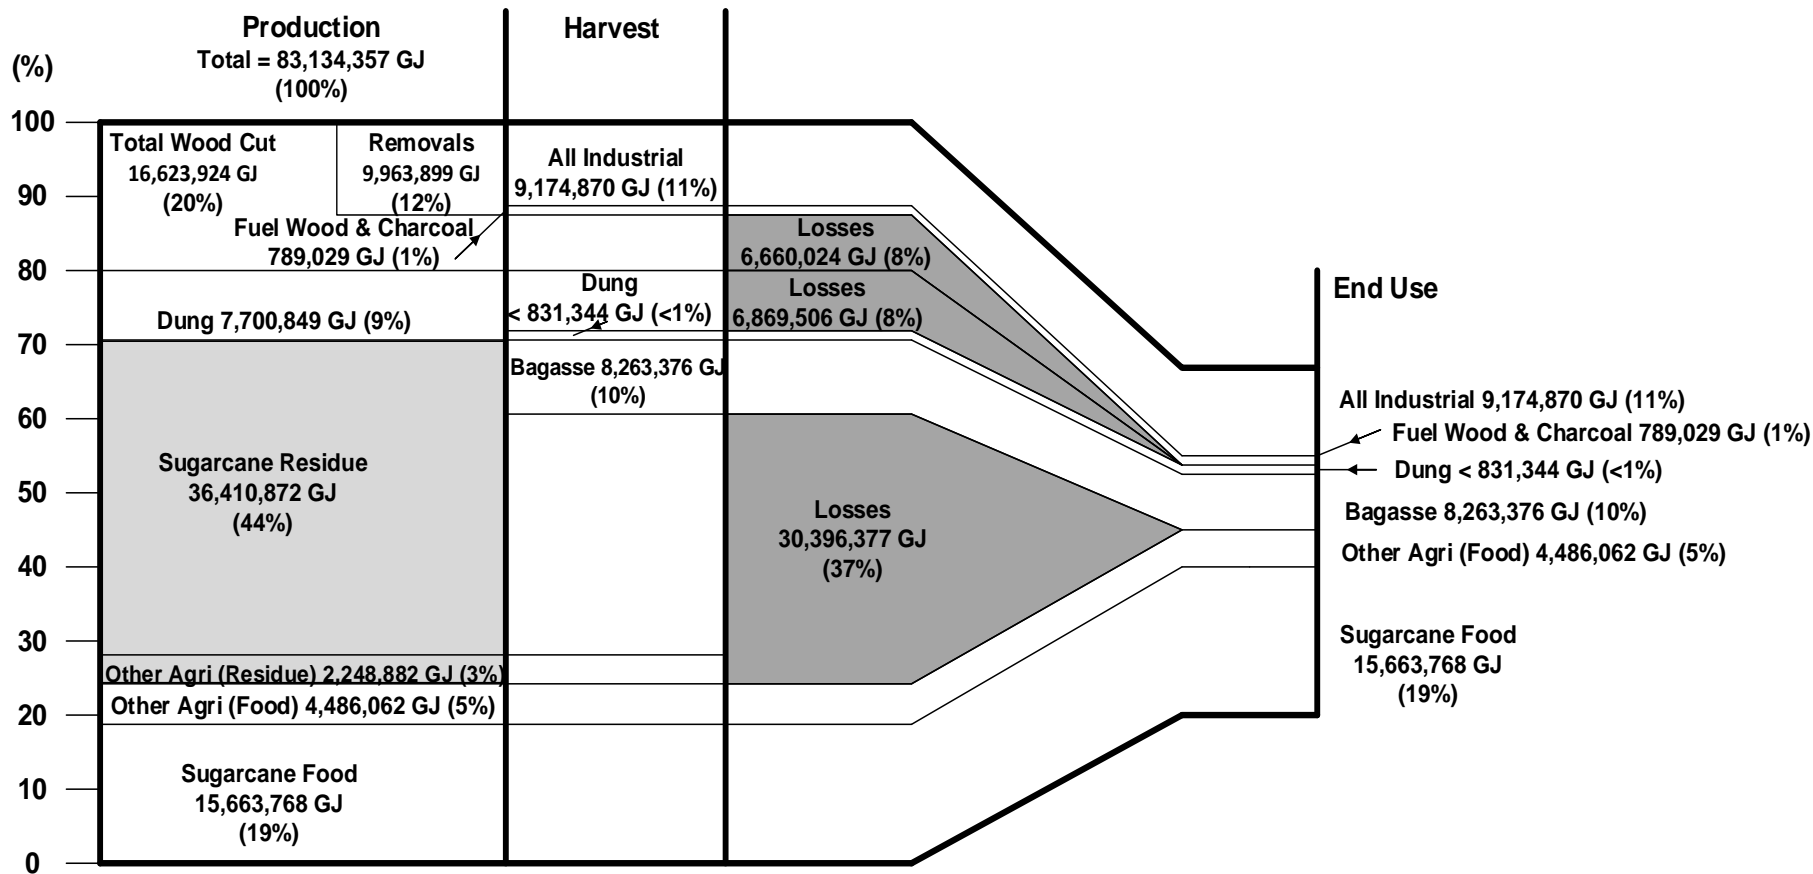 Production
Total = 83,134,357 GJ
(100%)
Harvest
(%)
100
90
80
70
60
50
40
30
20
10
0
Total Wood Cut
16,623,924 GJ
(20%)
Removals
9,963,899 GJ
(12%)
Fuel Wood & Charcoal
789,029 GJ (1%)
Dung 7,700,849 GJ (9%)
Sugarcane Residue
36,410,872 GJ
(44%)
Other Agri (Residue) 2,248,882 GJ (3%)
Other Agri (Food) 4,486,062 GJ (5%)
Sugarcane Food
15,663,768 GJ
(19%)
All Industrial
9,174,870 GJ (11%)
Dung
< 831,344 GJ (<1%)
Bagasse 8,263,376 GJ
(10%)
Losses
6,660,024 GJ (8%)
Losses
6,869,506 GJ (8%)
Losses
30,396,377 GJ
(37%)
End Use
All Industrial 9,174,870 GJ (11%)
Fuel Wood & Charcoal 789,029 GJ (1%)
Dung < 831,344 GJ (<1%)
Bagasse 8,263,376 GJ (10%)
Other Agri (Food) 4,486,062 GJ (5%)
Sugarcane Food
15,663,768 GJ
(19%)